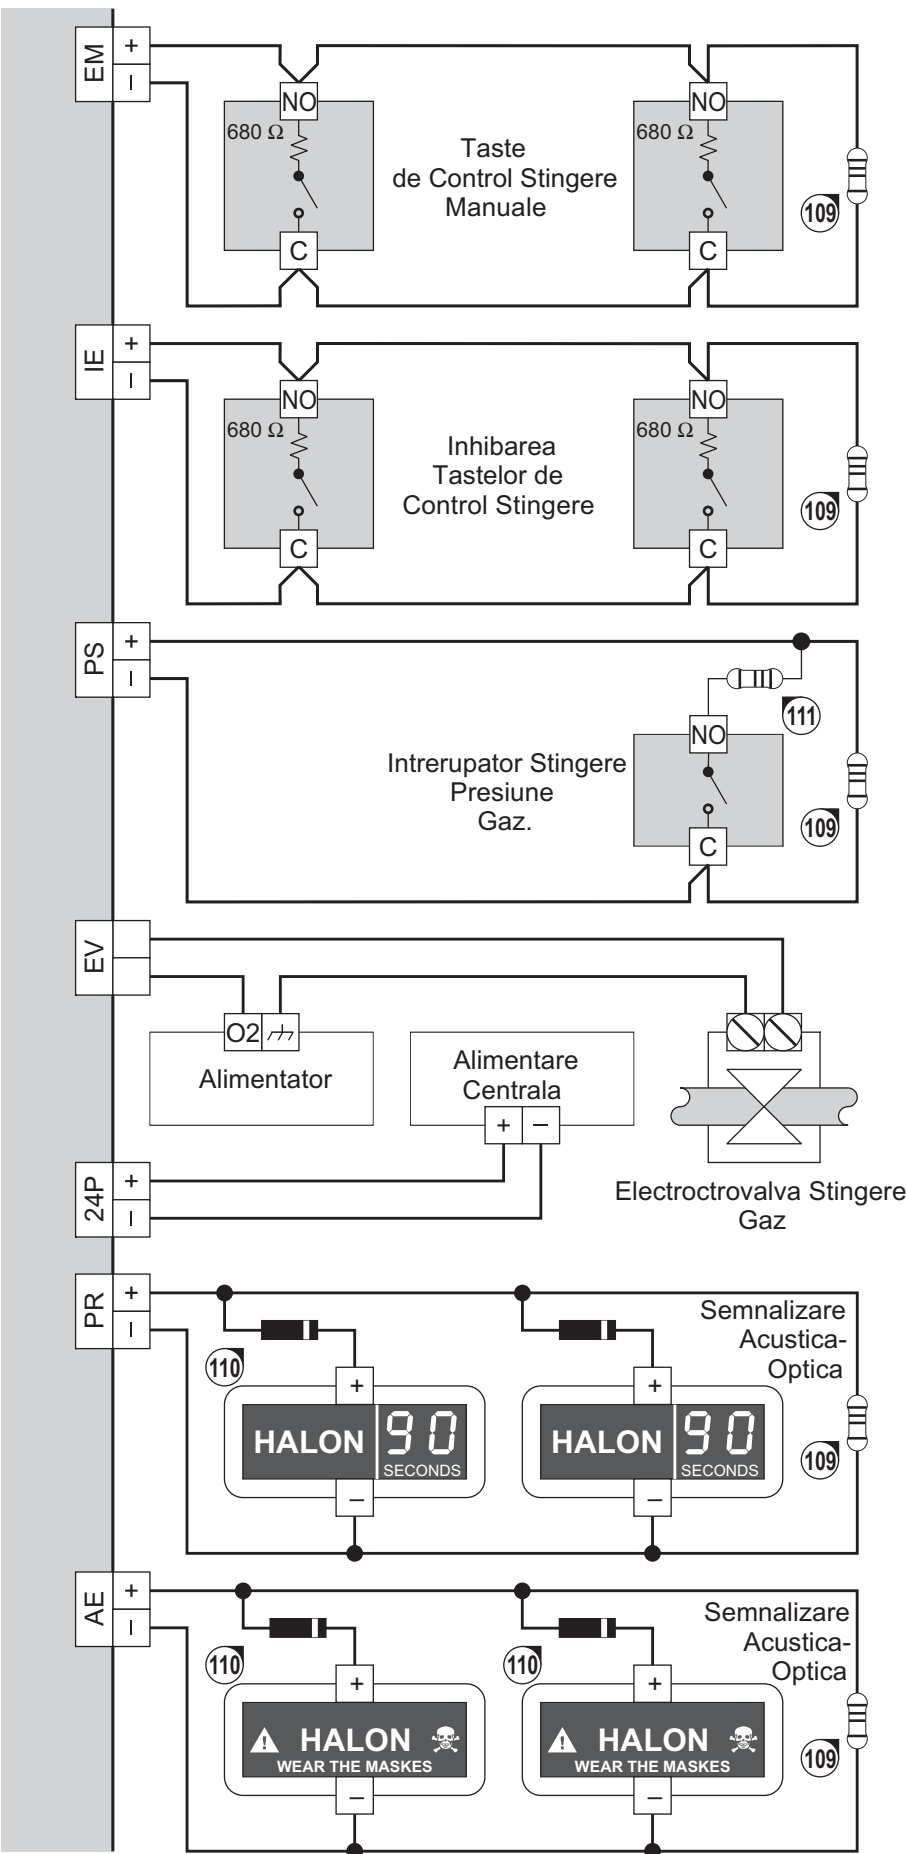 EM
+
–
NO
NO
680 Ω
680 Ω
Taste
de Control Stingere
Manuale
109
C
C
IE
+
–
NO
NO
680 Ω
680 Ω
Inhibarea
Tastelor de
Control Stingere
109
C
C
PS
+
–
111
NO
Intrerupator Stingere
Presiune
Gaz.
109
C
EV
O2
Alimentator
Alimentare
Centrala
+ –
24P
+
–
Electroctrovalva Stingere
Gaz
PR
+
–
Semnalizare
Acustica-
Optica
110
+
+
HALON 90
SECONDS
HALON 90
SECONDS
109
–
–
AE
+
–
Semnalizare
Acustica-
Optica
110
110
+
+
HALON
WEAR THE MASKES
HALON
WEAR THE MASKES
109
–
–